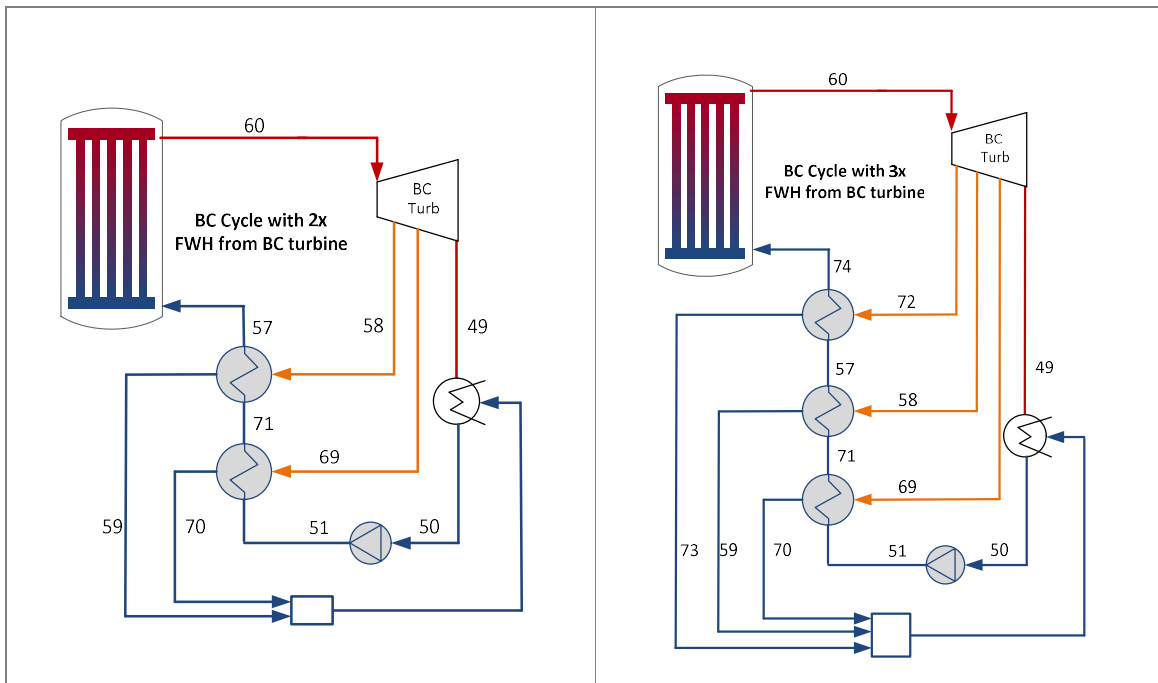 60
BC
Turb
BC Cycle with 2x
FWH from BC turbine
57
58
49
71
69
59
70
51
50
60
BC
Turb
BC Cycle with 3x
FWH from BC turbine
74
72
57
58
49
71
69
73
59
70
51
50